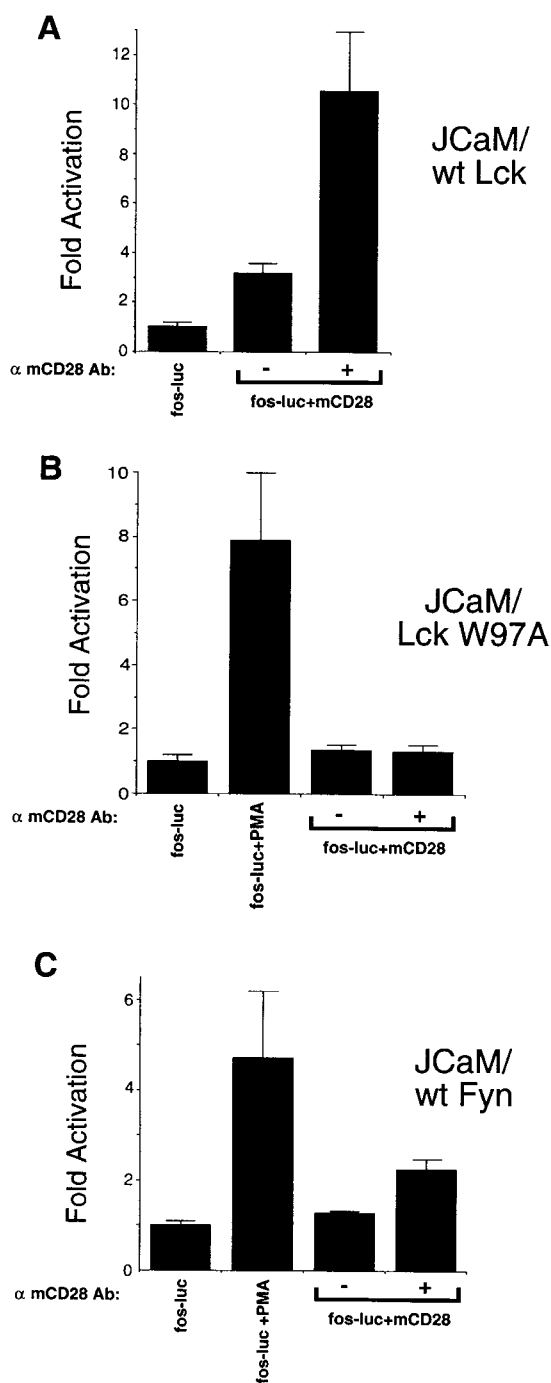 A
Fold Activation
12
10
8
6
4
2
0
JCaM/
wt Lck
α mCD28 Ab:
fos-luc
-
+
fos-luc+mCD28
B
Fold Activation
10
8
6
4
2
0
JCaM/
Lck W97A
α mCD28 Ab:
fos-luc
fos-luc+PMA
-
+
fos-luc+mCD28
C
Fold Activation
6
4
2
0
JCaM/
wt Fyn
α mCD28 Ab:
fos-luc
fos-luc +PMA
-
+
fos-luc+mCD28